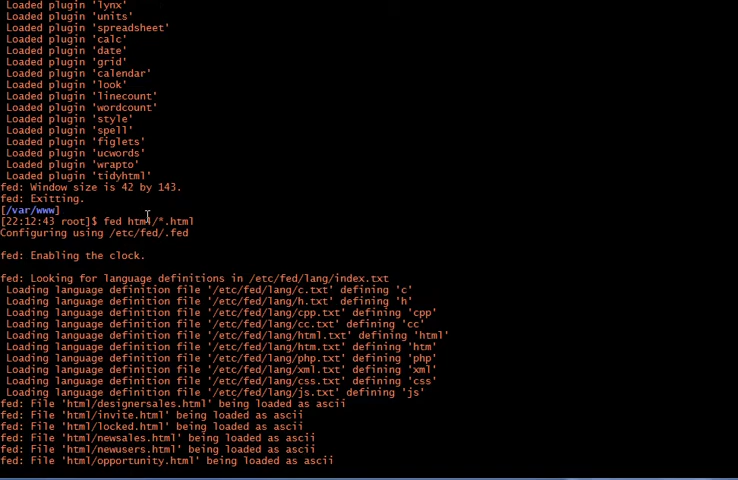 Loaded plugin 'lynx'
Loaded plugin 'units'
Loaded plugin 'spreadsheet'
Loaded plugin 'calc'
Loaded plugin 'date'
Loaded plugin 'grid'
Loaded plugin 'calendar'
Loaded plugin 'look'
Loaded plugin 'linecount'
Loaded plugin 'wordcount'
Loaded plugin 'style'
Loaded plugin 'spell'
Loaded plugin 'figlets'
Loaded plugin 'ucwords'
Loaded plugin 'wrapto'
Loaded plugin 'tidyhtml'
fed: Window size is 42 by 143.
fed: Exitting.
[/var/www]
[22:12:43 root]$ fed html/*.html
Configuring using /etc/fed/.fed
fed: Enabling the clock.
fed: Looking for language definitions in /etc/fed/lang/index.txt
Loading language definition file '/etc/fed/lang/c.txt' defining 'c'
Loading language definition file '/etc/fed/lang/h.txt' defining 'h'
Loading language definition file '/etc/fed/lang/cpp.txt' defining 'cpp'
Loading language definition file '/etc/fed/lang/cc.txt' defining 'cc'
Loading language definition file '/etc/fed/lang/html.txt' defining 'html'
Loading language definition file '/etc/fed/lang/htm.txt' defining 'htm'
Loading language definition file '/etc/fed/lang/php.txt' defining 'php'
Loading language definition file '/etc/fed/lang/xml.txt' defining 'xml'
Loading language definition file '/etc/fed/lang/css.txt' defining 'css'
Loading language definition file '/etc/fed/lang/js.txt' defining 'js'
fed: File 'html/designersales.html' being loaded as ascii
fed: File 'html/invite.html' being loaded as ascii
fed: File 'html/locked.html' being loaded as ascii
fed: File 'html/newsales.html' being loaded as ascii
fed: File 'html/newusers.html' being loaded as ascii
fed: File 'html/opportunity.html' being loaded as ascii